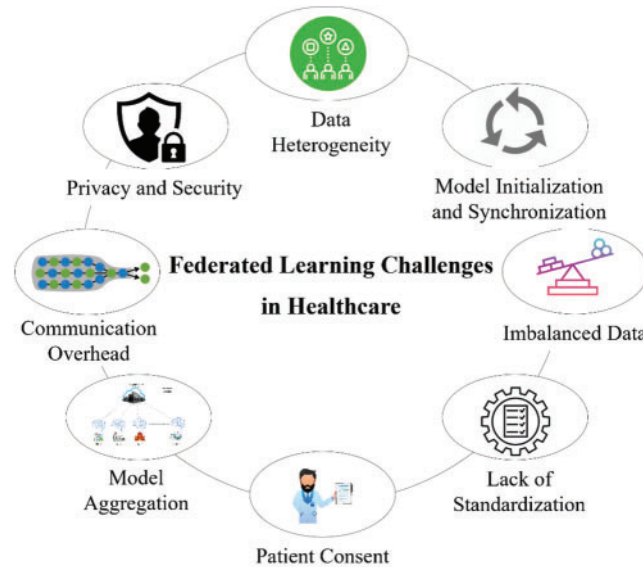 Data
Heterogeneity
Privacy and Security
Model Initialization
and Synchronization
Federated Learning Challenges
in Healthcare
Communication
Overhead
Imbalanced Data
Model
Aggregation
Lack of
Standardization
Patient Consent